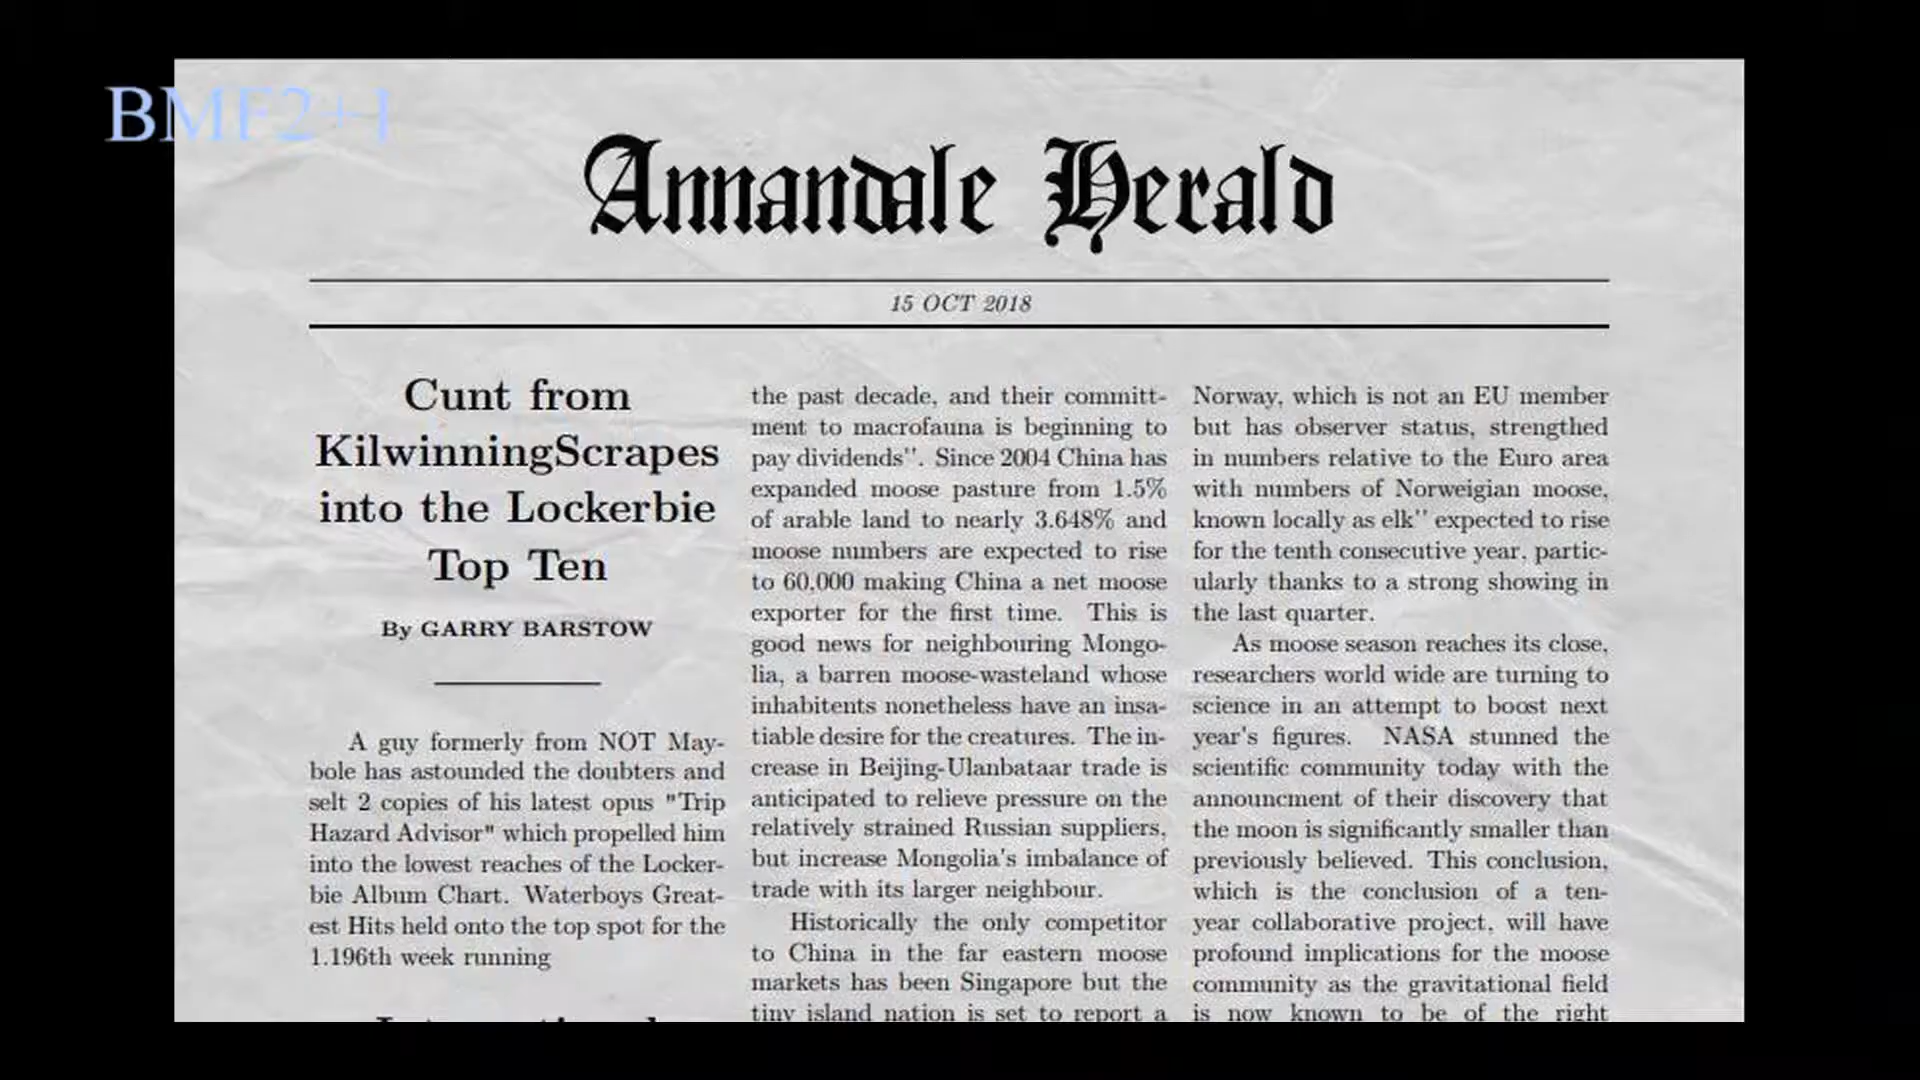 BMF2+1
Annandale Herald
15 OCT 2018
Cunt from
KilwinningScrapes
into the Lockerbie
Top Ten
By GARRY BARSTOW
A guy formerly from NOT May-
bole has astounded the doubters and
selt 2 copies of his latest opus "Trip
Hazard Advisor" which propelled him
into the lowest reaches of the Locker-
bie Album Chart. Waterboys Great-
est Hits held onto the top spot for the
1.196th week running
the past decade, and their committ-
ment to macrofauna is beginning to
pay dividends". Since 2004 China has
expanded moose pasture from 1.5%
of arable land to nearly 3.648% and
moose numbers are expected to rise
to 60,000 making China a net moose
exporter for the first time. This is
good news for neighbouring Mongo-
lia, a barren moose-wasteland whose
inhabitents nonetheless have an insa-
tiable desire for the creatures. The in-
crease in Beijing-Ulanbataar trade is
anticipated to relieve pressure on the
relatively strained Russian suppliers,
but increase Mongolia's imbalance of
trade with its larger neighbour.
Historically the only competitor
to China in the far eastern moose
markets has been Singapore but the
tiny island nation is set to report a
Norway, which is not an EU member
but has observer status, strengthed
in numbers relative to the Euro area
with numbers of Norweigian moose,
known locally as elk" expected to rise
for the tenth consecutive year, partic-
ularly thanks to a strong showing in
the last quarter.
As moose season reaches its close,
researchers world wide are turning to
science in an attempt to boost next
year's figures. NASA stunned the
scientific community today with the
announcment of their discovery that
the moon is significantly smaller than
previously believed. This conclusion,
which is the conclusion of a ten-
year collaborative project, will have
profound implications for the moose
community as the gravitational field
is now known to be of the right